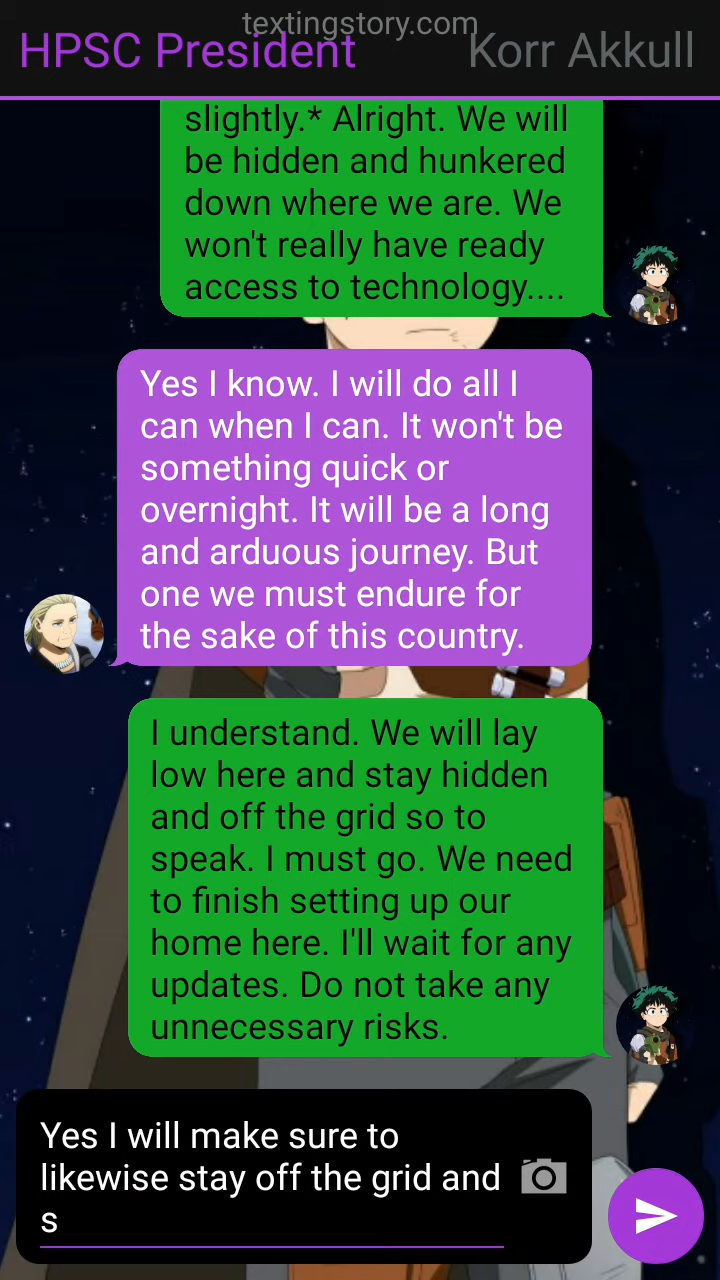 textingstory.com
HPSC President Korr Akkull
slightly.* Alright. We will
be hidden and hunkered
down where we are. We
won't really have ready
access to technology....
Yes I know. I will do all I
can when I can. It won't be
something quick or
overnight. It will be a long
and arduous journey. But
one we must endure for
the sake of this country.
I understand. We will lay
low here and stay hidden
and off the grid so to
speak. I must go. We need
to finish setting up our
home here. I'll wait for any
updates. Do not take any
unnecessary risks.
Yes I will make sure to
likewise stay off the grid and
s